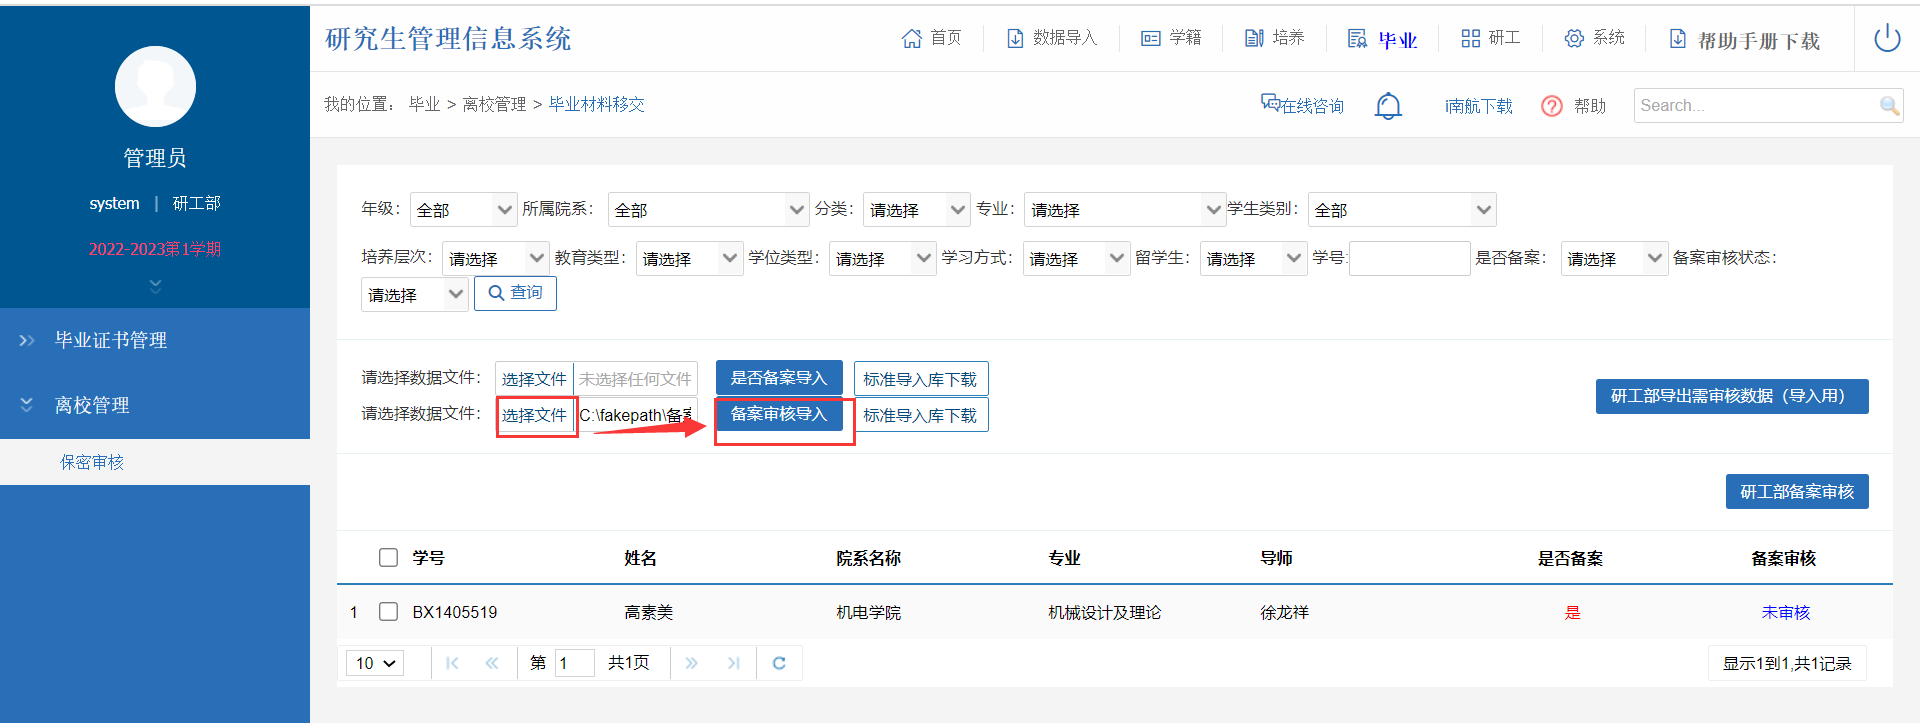 管理员
system | 研工部
2022-2023第1学期
毕业证书管理
离校管理
保密审核
研究生管理信息系统
首页 数据导入 学籍 培养 毕业 研工 系统 帮助手册下载
我的位置： 毕业 > 离校管理 > 毕业材料移交
在线咨询 i南航下载 ? 帮助 Search...
年级： 全部 所属院系： 全部 分类： 请选择 专业： 请选择 学生类别： 全部
培养层次： 请选择 教育类型： 请选择 学位类型： 请选择 学习方式： 请选择 留学生： 请选择 学号: 是否备案： 请选择 备案审核状态：
请选择 查询
请选择数据文件： 选择文件 未选择任何文件 是否备案导入 标准导入库下载
研工部导出需审核数据（导入用）
请选择数据文件： 选择文件 C:\fakepath\备案 备案审核导入 标准导入库下载
研工部备案审核
学号 姓名 院系名称 专业 导师 是否备案 备案审核
1 BX1405519 高素美 机电学院 机械设计及理论 徐龙祥 是 未审核
10 第 1 共1页 显示1到1,共1记录